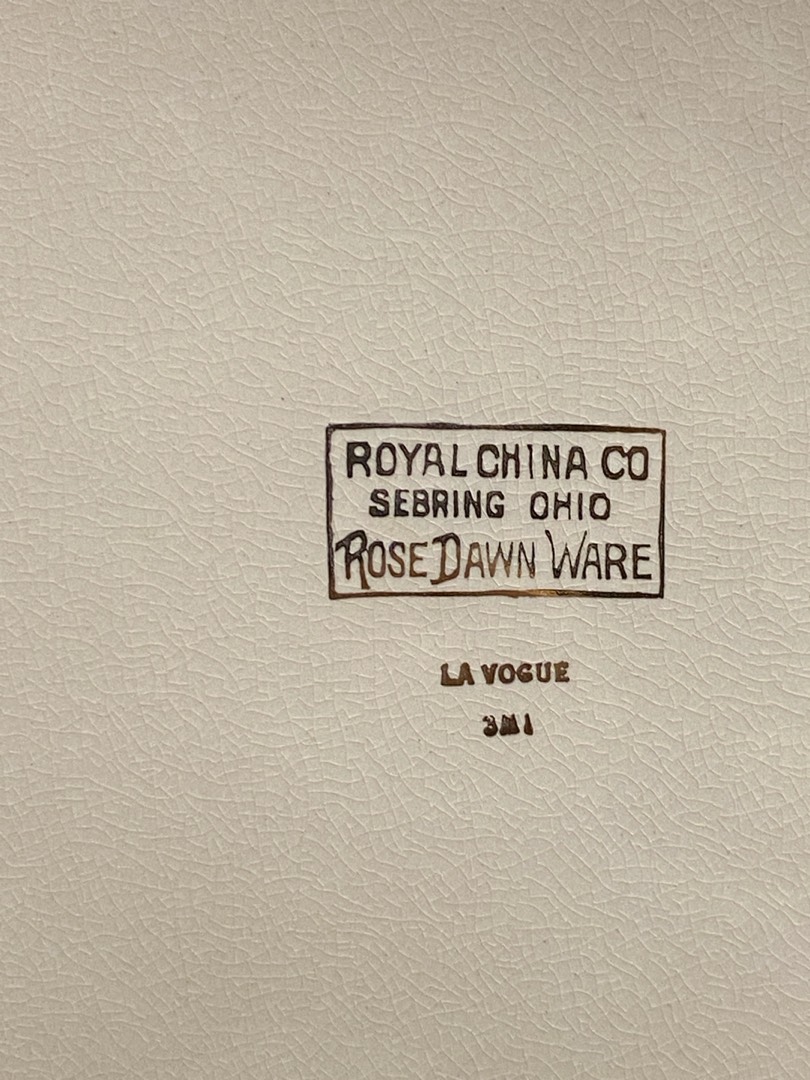 ROYAL CHINA CO
SEBRING OHIO
ROSE DAWN WARE
LA VOGUE